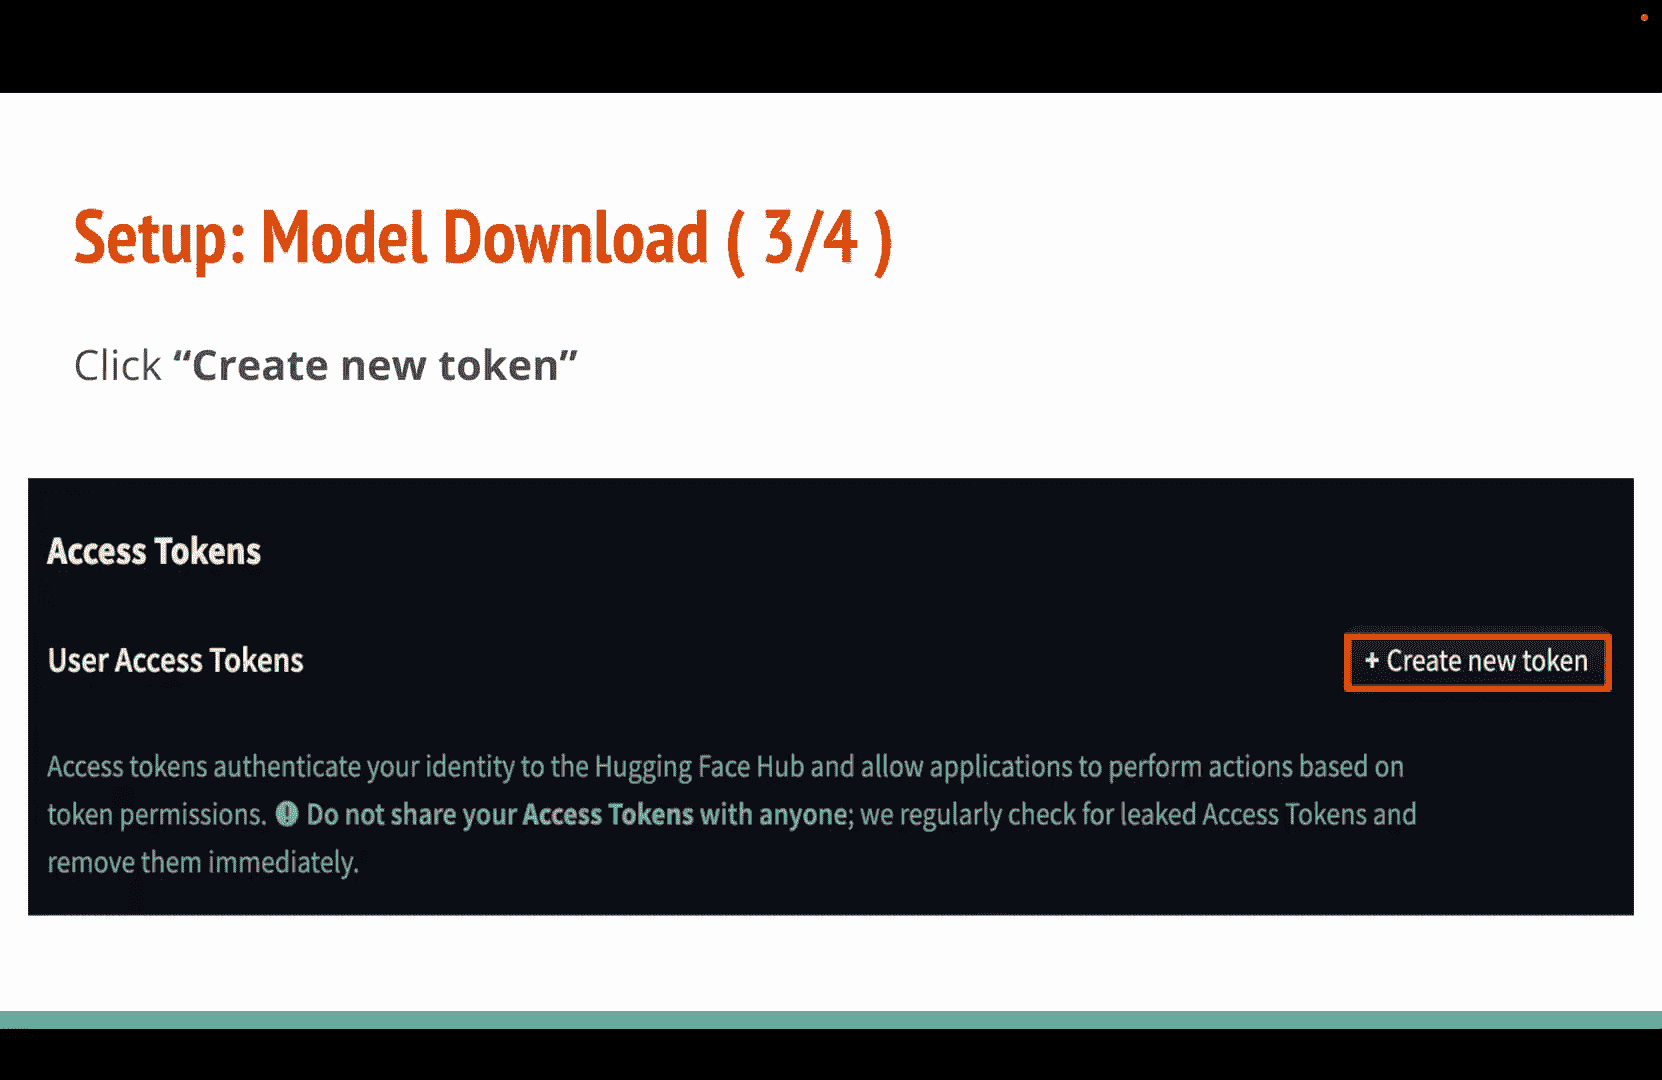 Setup: Model Download ( 3/4 )
Click “Create new token”
Access Tokens
User Access Tokens
+ Create new token
Access tokens authenticate your identity to the Hugging Face Hub and allow applications to perform actions based on
token permissions. Do not share your Access Tokens with anyone; we regularly check for leaked Access Tokens and
remove them immediately.